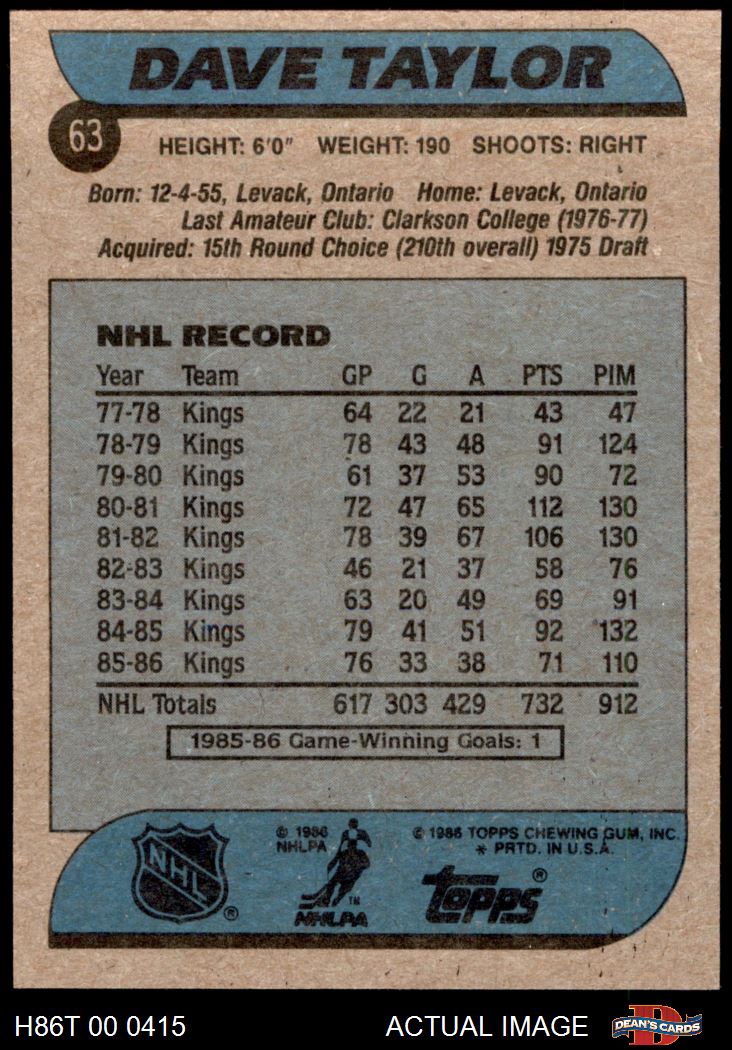 DAVE TAYLOR
63
HEIGHT: 6'0" WEIGHT: 190 SHOOTS: RIGHT
Born: 12-4-55, Levack, Ontario Home: Levack, Ontario
Last Amateur Club: Clarkson College (1976-77)
Acquired: 15th Round Choice (210th overall) 1975 Draft
NHL RECORD
Year Team GP G A PTS PIM
77-78 Kings 64 22 21 43 47
78-79 Kings 78 43 48 91 124
79-80 Kings 61 37 53 90 72
80-81 Kings 72 47 65 112 130
81-82 Kings 78 39 67 106 130
82-83 Kings 46 21 37 58 76
83-84 Kings 63 20 49 69 91
84-85 Kings 79 41 51 92 132
85-86 Kings 76 33 38 71 110
NHL Totals 617 303 429 732 912
1985-86 Game-Winning Goals: 1
NHL ®
© 1986
NHLPA
TM
NHLPA
© 1986 TOPPS CHEWING GUM, INC.
* PRTD. IN U.S.A.
topps ®
H86T 00 0415 ACTUAL IMAGE
D
DEAN'S CARDS